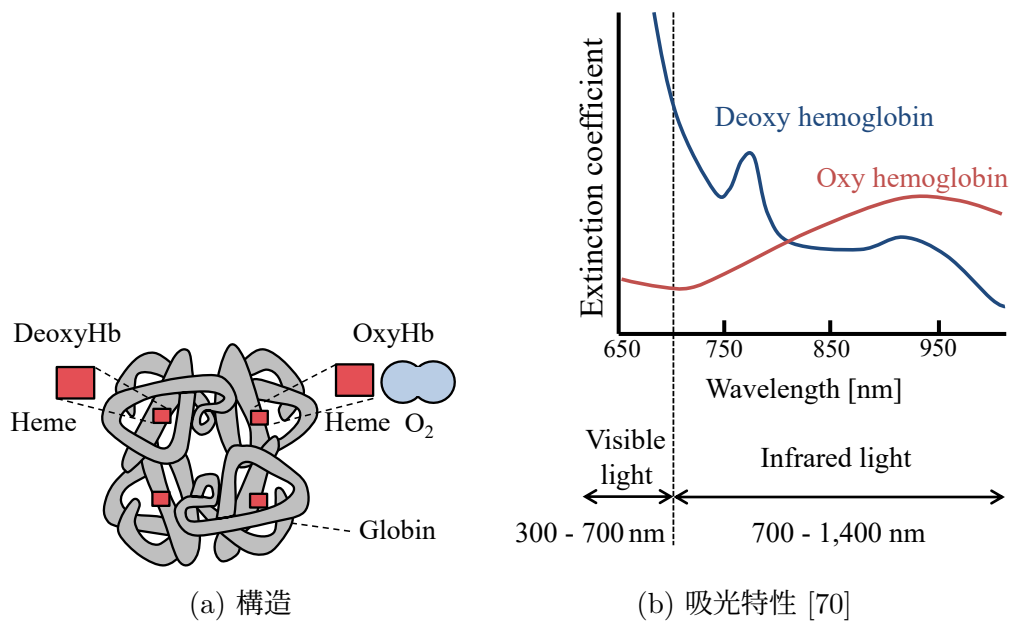 DeoxyHb
OxyHb
Heme
Heme
O₂
Globin
(a) 構造
Extinction coefficient
Deoxy hemoglobin
Oxy hemoglobin
650
750
850
950
Wavelength [nm]
Visible
light
Infrared light
300 - 700 nm
700 - 1,400 nm
(b) 吸光特性 [70]